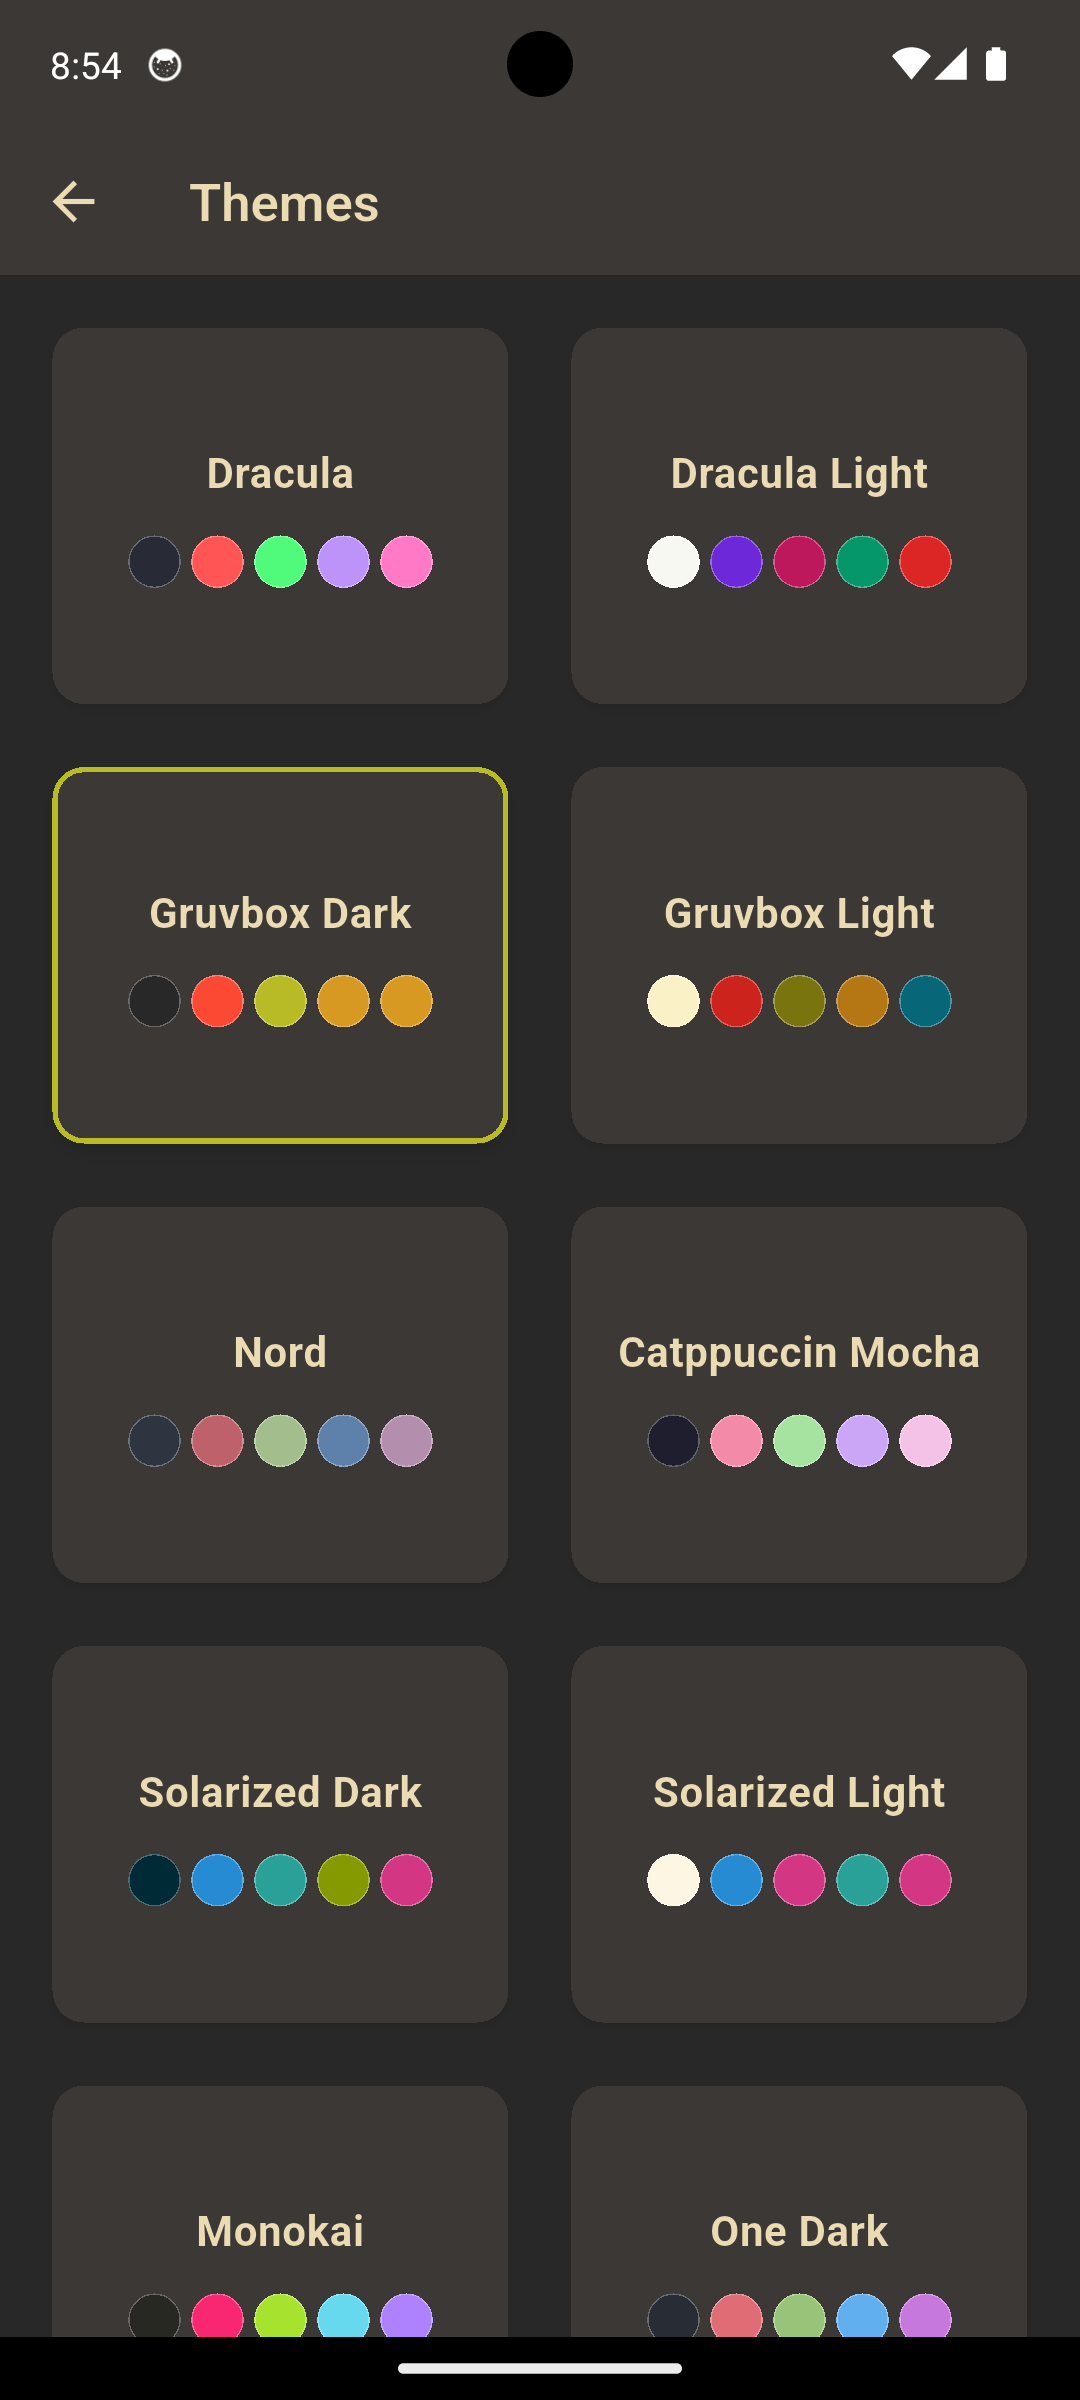 8:54
Themes
Dracula
Dracula Light
Gruvbox Dark
Gruvbox Light
Nord
Catppuccin Mocha
Solarized Dark
Solarized Light
Monokai
One Dark